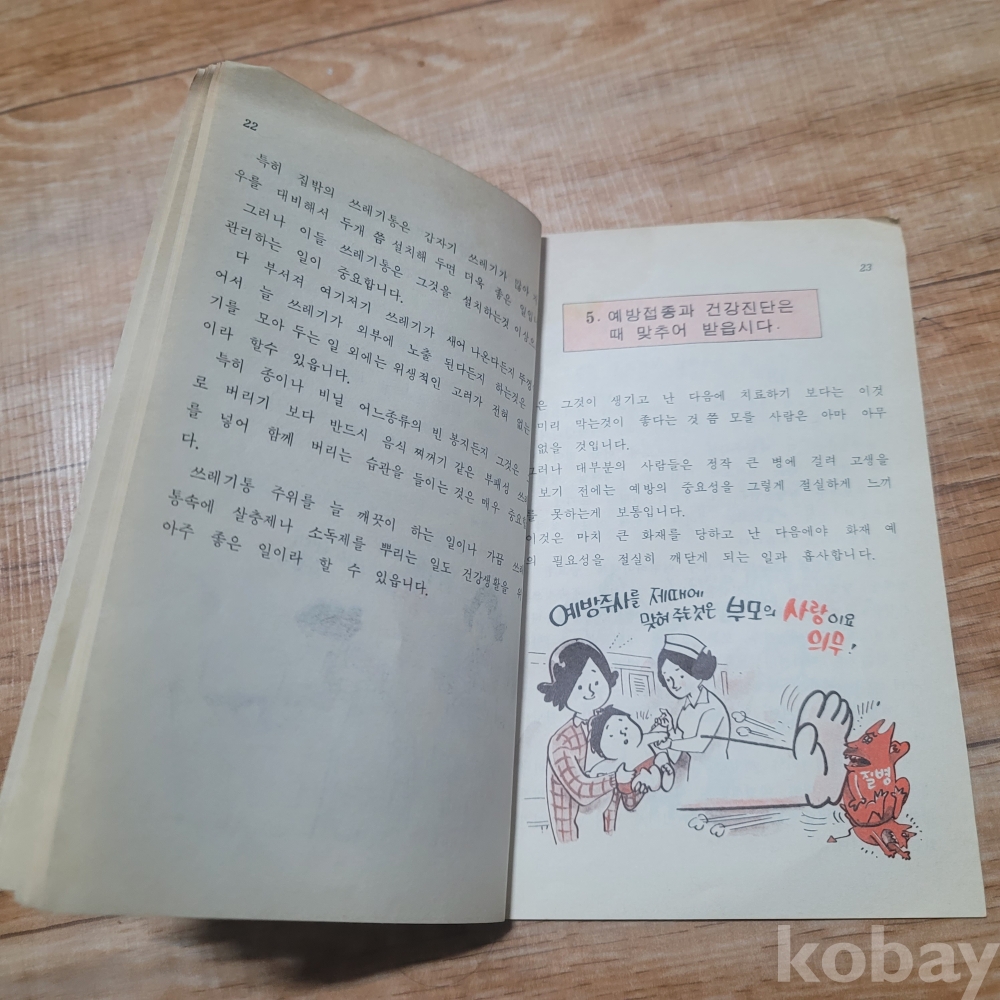 22
특허 집밖의 쓰레기통은 갑자기 쓰레기가 많아
우를 대비해서 두개 쯤 설치해 두면 더욱 좋은
그러나 이들 쓰레기통은 그것을 설치하는것 이상으
관리하는 일이 중요합니다.
다 부서져 여기저기 쓰레기가 새어 나온다든지 뚜껑
어서 늘 쓰레기가 외부에 노출 된다든지 하는것은
기를 모아 두는 일 외에는 위생적인 고려가 전혀 없는
이라 할수 있읍니다.
특히 종이나 비닐 어느종류의 빈 봉지든지 그것은
로 버리기 보다 반드시 음식 찌꺼기 같은 부패성 쓰
를 넣어 함께 버리는 습관을 들이는 것은 매우 중요
다.
쓰레기통 주위를 늘 깨끗이 하는 일이나 가끔 쓰
통속에 살충제나 소독제를 뿌리는 일도 건강생활을 위
아주 좋은 일이라 할 수 있읍니다.
23
5. 예방접종과 건강진단은
때 맞추어 받읍시다.
은 그것이 생기고 난 다음에 치료하기 보다는 이것
미리 막는것이 좋다는 것 쯤 모를 사람은 아마 아무
없을 것입니다.
그러나 대부분의 사람들은 정작 큰 병에 걸려 고생을
보기 전에는 예방의 중요성을 그렇게 절실하게 느끼
를 못하는게 보통입니다.
이것은 마치 큰 화재를 당하고 난 다음에야 화재 예
의 필요성을 절실히 깨닫게 되는 일과 흡사합니다.
예방주사를 제때에
맞혀 주는것은 부모의 사랑이요
의무!
질병
kobay